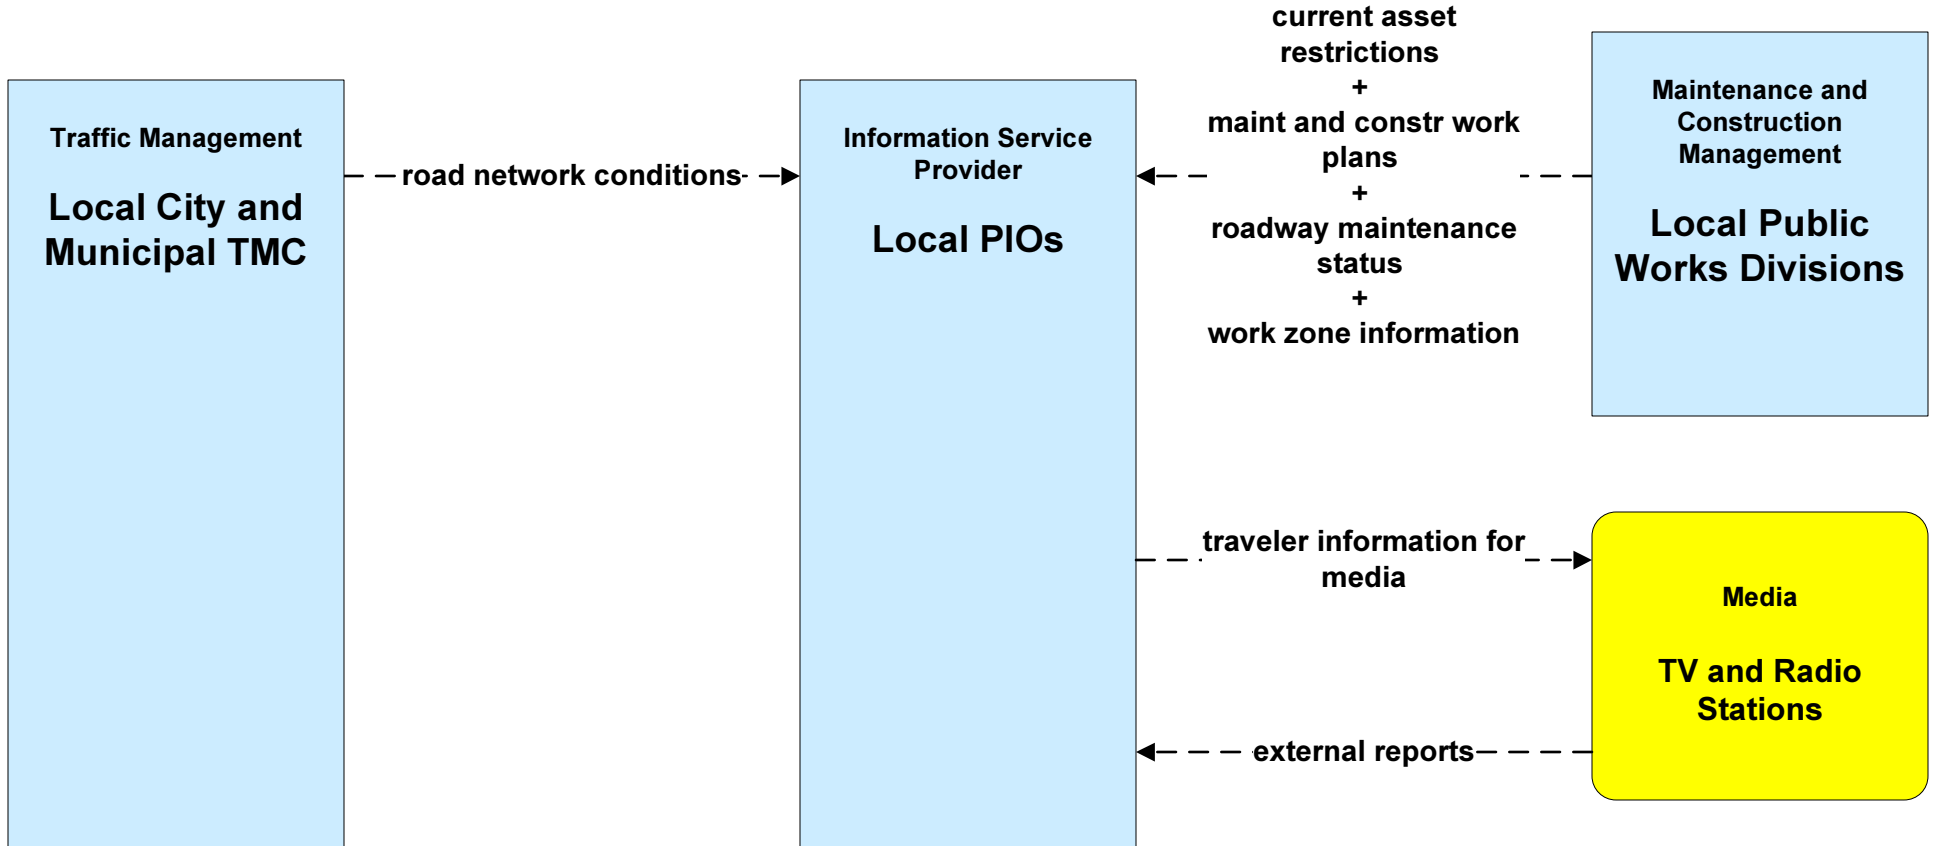 Traffic Management
Local City and
Municipal TMC
road network conditions
Information Service
Provider
Local PIOs
current asset
restrictions
+
maint and constr work
plans
+
roadway maintenance
status
+
work zone information
Maintenance and
Construction
Management
Local Public
Works Divisions
traveler information for
media
Media
TV and Radio
Stations
external reports